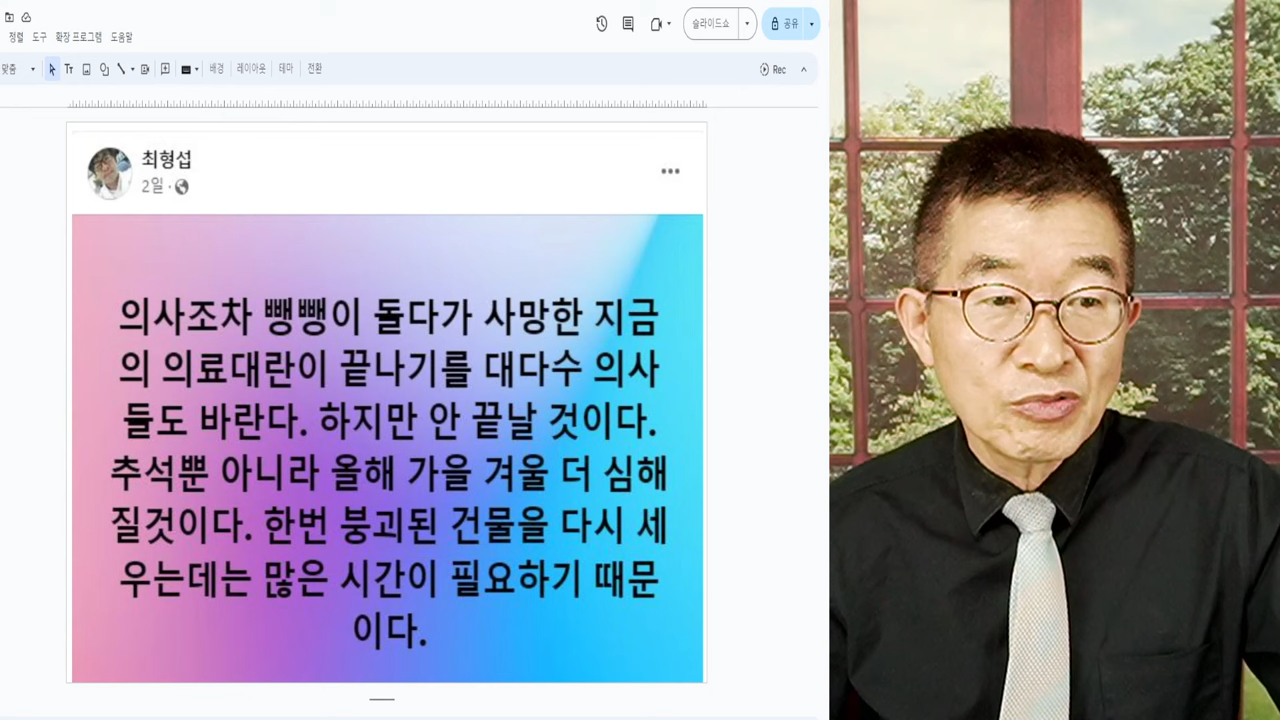 정렬 도구 확장 프로그램 도움말
슬라이드쇼
공유
맞춤
Tт
배경 레이아웃 테마 전환
Rec
최형섭
2일 ·
의사조차 뺑뺑이 돌다가 사망한 지금
의 의료대란이 끝나기를 대다수 의사
들도 바란다. 하지만 안 끝날 것이다.
추석뿐 아니라 올해 가을 겨울 더 심해
질것이다. 한번 붕괴된 건물을 다시 세
우는데는 많은 시간이 필요하기 때문
이다.